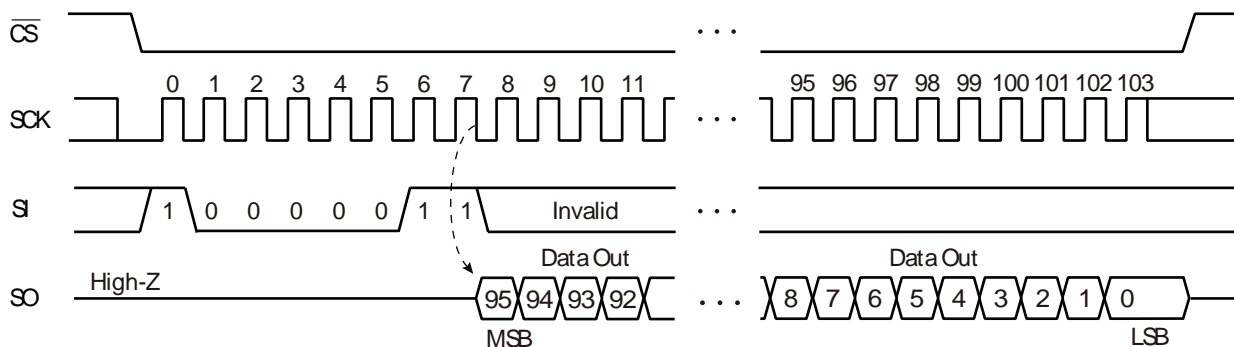 CS
0 1 2 3 4 5 6 7 8 9 10 11 95 96 97 98 99 100 101 102 103
SCK
SI 1 0 0 0 0 0 1 1 Invalid
Data Out Data Out
High-Z
SO 95 94 93 92 8 7 6 5 4 3 2 1 0
MSB LSB